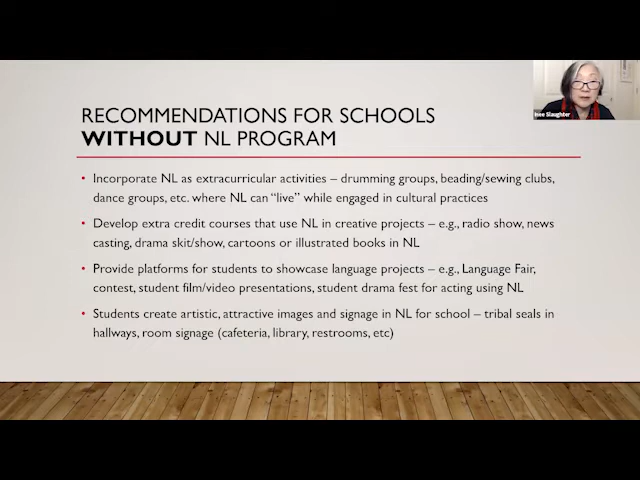 Inee Slaughter
RECOMMENDATIONS FOR SCHOOLS
WITHOUT NL PROGRAM
• Incorporate NL as extracurricular activities – drumming groups, beading/sewing clubs,
dance groups, etc. where NL can “live” while engaged in cultural practices
• Develop extra credit courses that use NL in creative projects – e.g., radio show, news
casting, drama skit/show, cartoons or illustrated books in NL
• Provide platforms for students to showcase language projects – e.g., Language Fair,
contest, student film/video presentations, student drama fest for acting using NL
• Students create artistic, attractive images and signage in NL for school – tribal seals in
hallways, room signage (cafeteria, library, restrooms, etc)